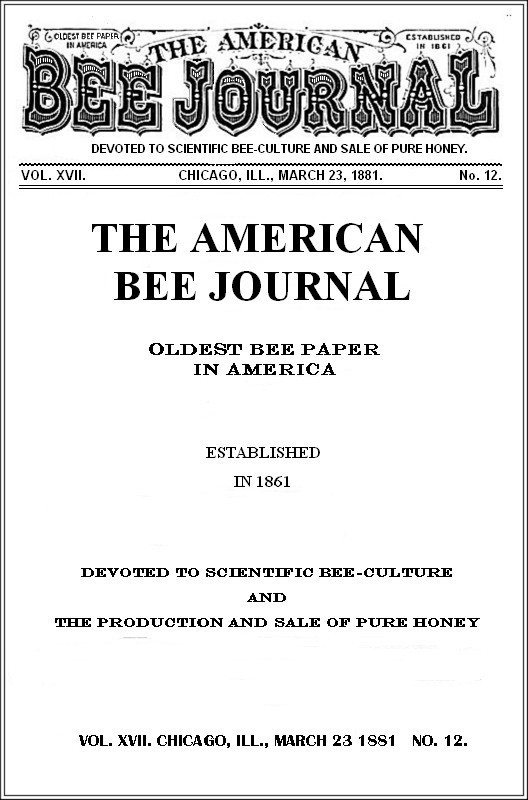 OLDEST BEE PAPER
IN AMERICA
ESTABLISHED
IN 1861
THE AMERICAN
BEE JOURNAL
DEVOTED TO SCIENTIFIC BEE-CULTURE AND SALE OF PURE HONEY.
VOL. XVII. CHICAGO, ILL., MARCH 23, 1881. No. 12.
THE AMERICAN
BEE JOURNAL
OLDEST BEE PAPER
IN AMERICA
ESTABLISHED
IN 1861
DEVOTED TO SCIENTIFIC BEE-CULTURE
AND
THE PRODUCTION AND SALE OF PURE HONEY
VOL. XVII. CHICAGO, ILL., MARCH 23 1881 NO. 12.